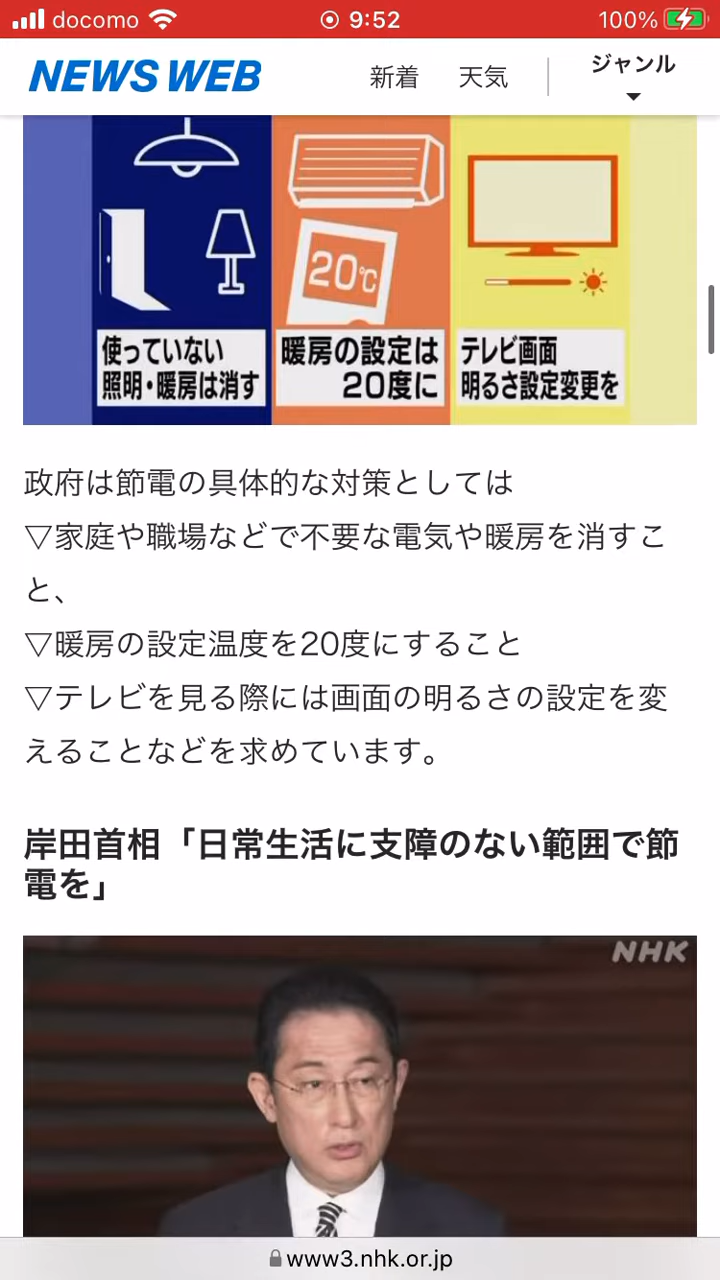 docomo 9:52 100%
NEWS WEB 新着 天気 ジャンル
20℃
使っていない
照明・暖房は消す
暖房の設定は
20度に
テレビ画面
明るさ設定変更を
政府は節電の具体的な対策としては
▽家庭や職場などで不要な電気や暖房を消すこ
と、
▽暖房の設定温度を20度にすること
▽テレビを見る際には画面の明るさの設定を変
えることなどを求めています。
岸田首相「日常生活に支障のない範囲で節
電を」
NHK
www3.nhk.or.jp